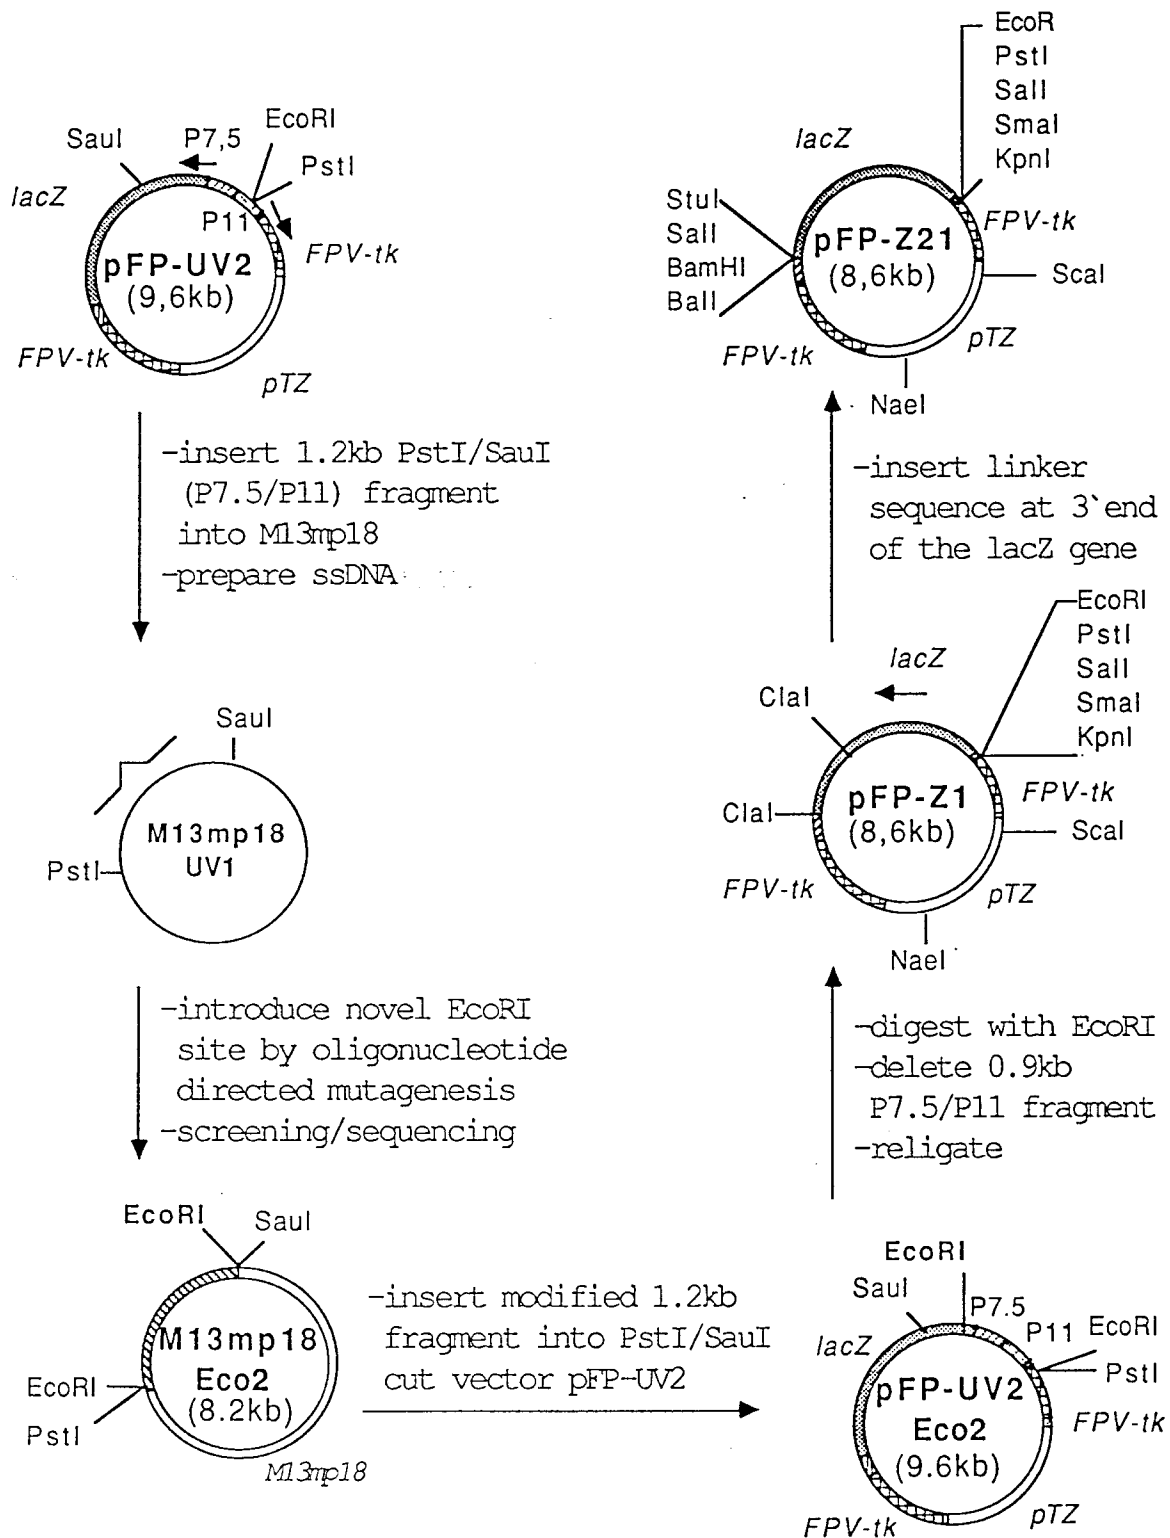 SauI
P7,5
EcoRI
PstI
lacZ
P11
pFP-UV2
(9,6kb)
FPV-tk
FPV-tk
pTZ
-insert 1.2kb PstI/SauI
(P7.5/P11) fragment
into M13mp18
-prepare ssDNA
SauI
M13mp18
UV1
PstI
-introduce novel EcoRI
site by oligonucleotide
directed mutagenesis
-screening/sequencing
EcoRI
SauI
M13mp18
Eco2
(8.2kb)
EcoRI
PstI
M13mp18
-insert modified 1.2kb
fragment into PstI/SauI
cut vector pFP-UV2
EcoRI
SauI
P7.5
P11
EcoRI
PstI
lacZ
pFP-UV2
Eco2
(9.6kb)
FPV-tk
FPV-tk
pTZ
-digest with EcoRI
-delete 0.9kb
P7.5/P11 fragment
-religate
EcoRI
PstI
SalI
SmaI
KpnI
lacZ
ClaI
pFP-Z1
(8,6kb)
FPV-tk
ClaI
ScaI
FPV-tk
pTZ
NaeI
-insert linker
sequence at 3`end
of the lacZ gene
EcoR
PstI
SalI
SmaI
KpnI
lacZ
StuI
SalI
BamHI
BalI
pFP-Z21
(8,6kb)
FPV-tk
ScaI
FPV-tk
pTZ
NaeI